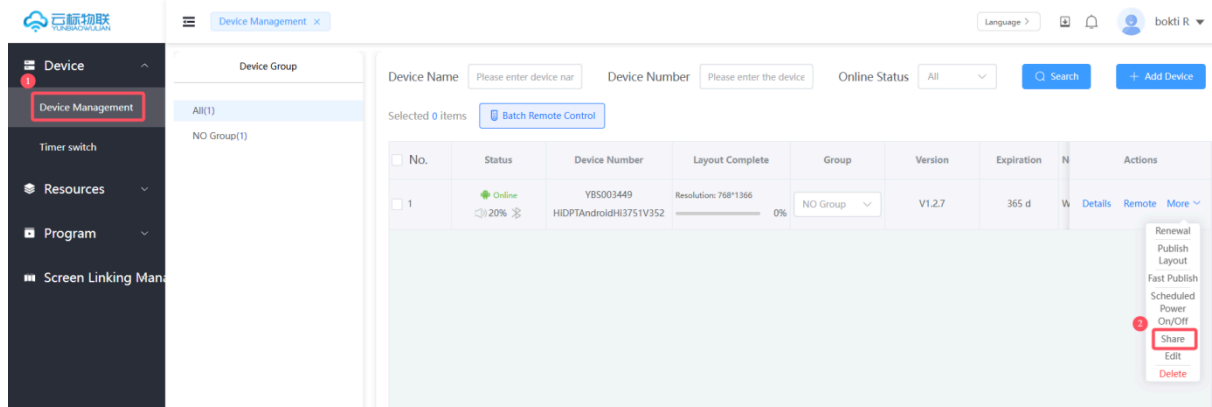 云标物联
YUNBIAOWULIAN
Device Management ×
Language >
bokti R
Device
1
Device Management
Timer switch
Resources
Program
Screen Linking Mana
Device Group
All(1)
NO Group(1)
Device Name Please enter device nar Device Number Please enter the device Online Status All Search + Add Device
Selected 0 items Batch Remote Control
No. Status Device Number Layout Complete Group Version Expiration N Actions
1 Online YBS003449 Resolution: 768*1366 NO Group V1.2.7 365 d W Details Remote More
20% HIDPTAndroidHi3751V352 0%
Renewal
Publish
Layout
Fast Publish
Scheduled
Power
On/Off
2
Share
Edit
Delete